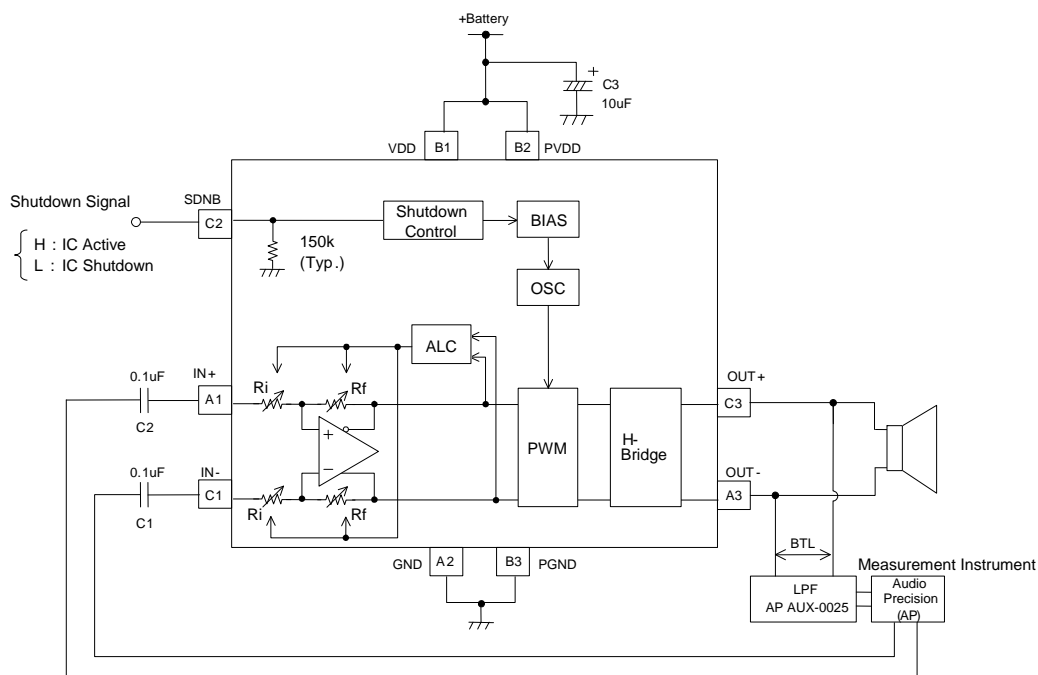 +Battery
+
C3
10uF
VDD
B1
B2
PVDD
Shutdown Signal
SDNB
C2
H : IC Active
L : IC Shutdown
150k
(Typ.)
Shutdown
Control
BIAS
OSC
ALC
0.1uF
IN+
A1
C2
Ri
Rf
+
−
PWM
H-
Bridge
OUT+
C3
0.1uF
IN-
C1
C1
Ri
Rf
OUT-
A3
GND
A2
B3
PGND
BTL
Measurement Instrument
LPF
AP AUX-0025
Audio
Precision
(AP)